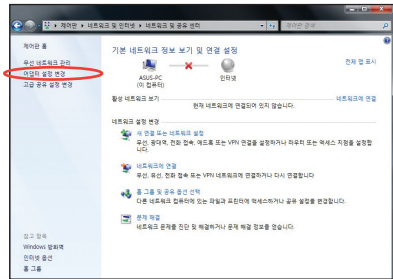 제어판 ▸ 네트워크 및 인터넷 ▸ 네트워크 및 공유 센터
제어판 검색
제어판 홈
무선 네트워크 관리
어댑터 설정 변경
고급 공유 설정 변경
기본 네트워크 정보 보기 및 연결 설정
전체 맵 표시
ASUS-PC
(이 컴퓨터)
인터넷
활성 네트워크 보기
네트워크에 연결
현재 네트워크에 연결되어 있지 않습니다.
네트워크 설정 변경
새 연결 또는 네트워크 설정
무선, 광대역, 전화 접속, 애드혹 또는 VPN 연결을 설정하거나 라우터 또는 액세스 지점을 설정합
니다.
네트워크에 연결
무선, 유선, 전화 접속 또는 VPN 네트워크에 연결하거나 다시 연결합니다
홈 그룹 및 공유 옵션 선택
다른 네트워크 컴퓨터에 있는 파일과 프린터에 액세스하거나 공유 설정을 변경합니다.
문제 해결
네트워크 문제를 진단 및 해결하거나 문제 해결 정보를 얻습니다.
참고 항목
Windows 방화벽
인터넷 옵션
홈 그룹